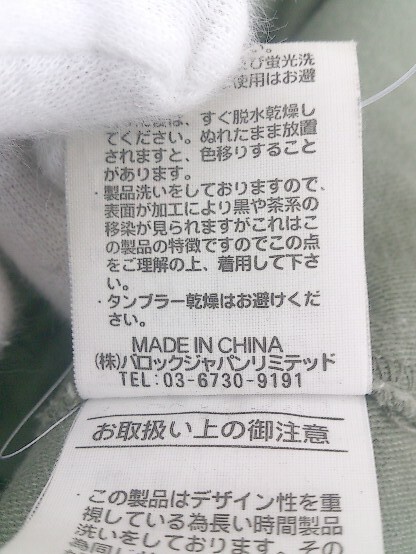 い。
び蛍光洗
使用はお避
は、すぐ脱水乾燥し
てください。ぬれたまま放置
されますと、色移りすること
があります。
・製品洗いをしておりますので、
表面が加工により黒や茶系の
移染が見られますがこれはこ
の製品の特徴ですのでこの点
をご理解の上、着用して下さ
い。
・タンブラー乾燥はお避けくだ
さい。
MADE IN CHINA
(株)バロックジャパンリミテッド
TEL:03-6730-9191
お取扱い上の御注意
・この製品はデザイン性を重
視している為長い時間製品
洗いをしております。その